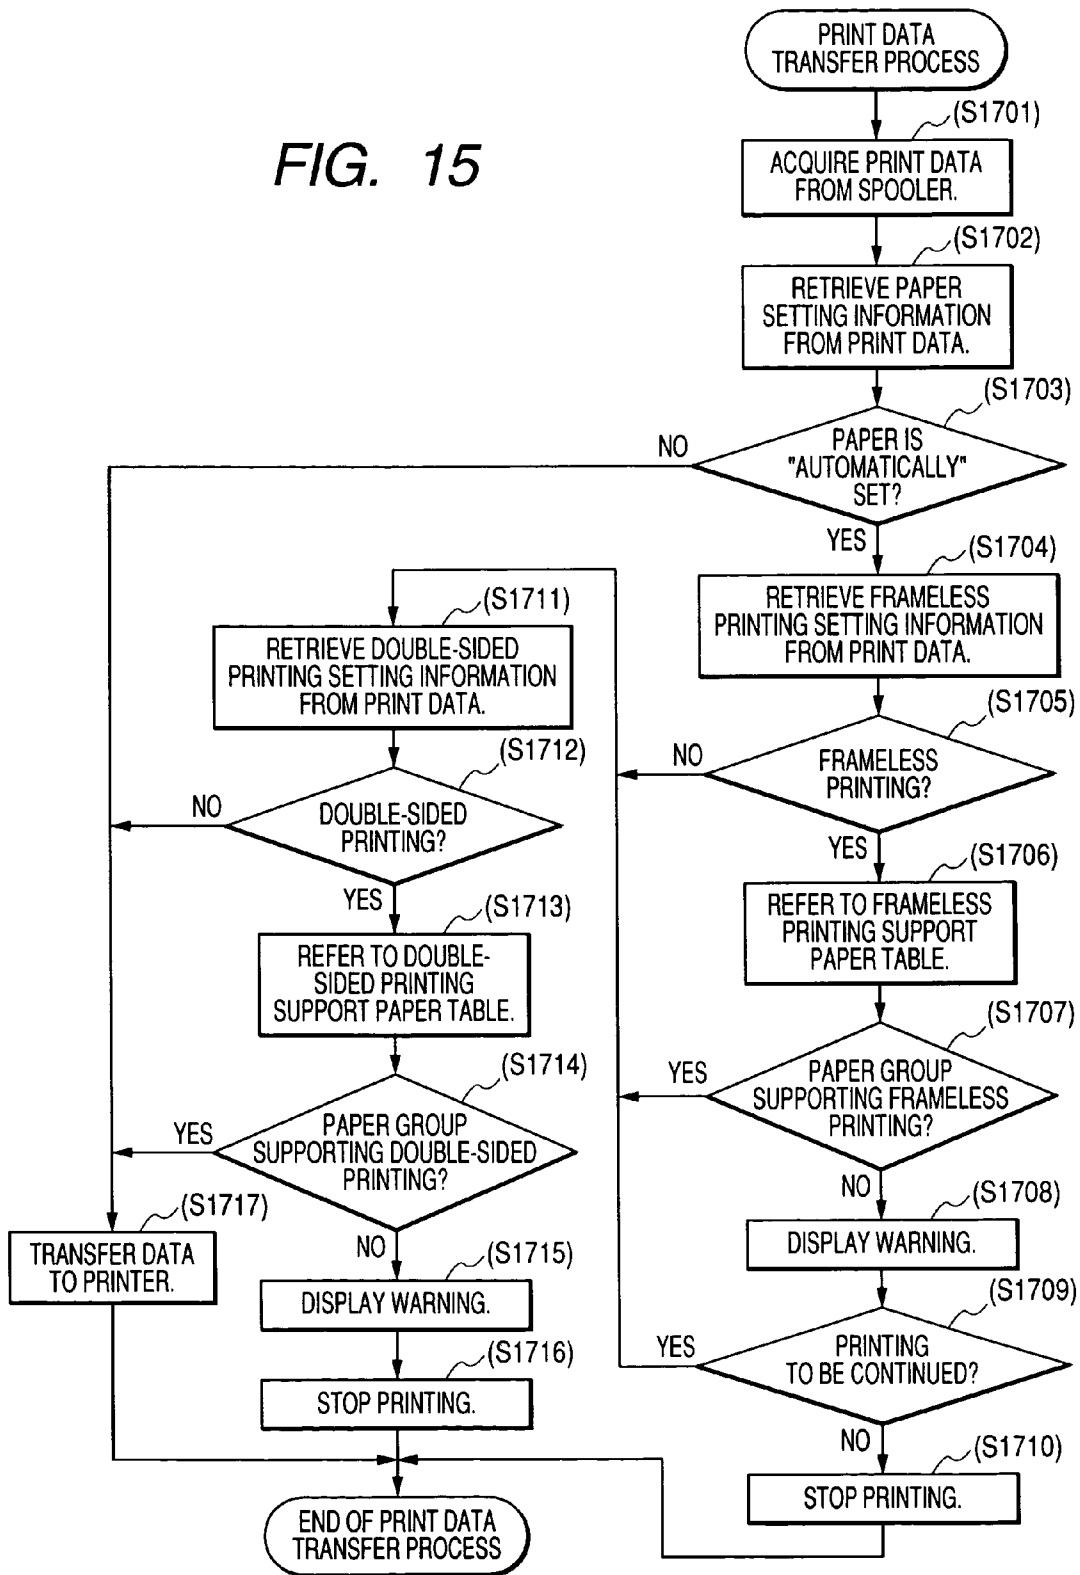 FIG. 15
PRINT DATA
TRANSFER PROCESS
(S1701)
ACQUIRE PRINT DATA
FROM SPOOLER.
(S1702)
RETRIEVE PAPER
SETTING INFORMATION
FROM PRINT DATA.
(S1703)
PAPER IS
"AUTOMATICALLY"
SET?
NO
YES
(S1704)
RETRIEVE FRAMELESS
PRINTING SETTING INFORMATION
FROM PRINT DATA.
(S1705)
FRAMELESS
PRINTING?
NO
YES
(S1706)
REFER TO FRAMELESS
PRINTING SUPPORT
PAPER TABLE.
(S1707)
PAPER GROUP
SUPPORTING FRAMELESS
PRINTING?
YES
NO
(S1708)
DISPLAY WARNING.
(S1709)
PRINTING
TO BE CONTINUED?
YES
NO
(S1710)
STOP PRINTING.
(S1711)
RETRIEVE DOUBLE-SIDED
PRINTING SETTING INFORMATION
FROM PRINT DATA.
(S1712)
DOUBLE-SIDED
PRINTING?
NO
YES
(S1713)
REFER TO DOUBLE-
SIDED PRINTING
SUPPORT PAPER TABLE.
(S1714)
PAPER GROUP
SUPPORTING DOUBLE-SIDED
PRINTING?
YES
NO
(S1715)
DISPLAY WARNING.
(S1716)
STOP PRINTING.
(S1717)
TRANSFER DATA
TO PRINTER.
END OF PRINT DATA
TRANSFER PROCESS